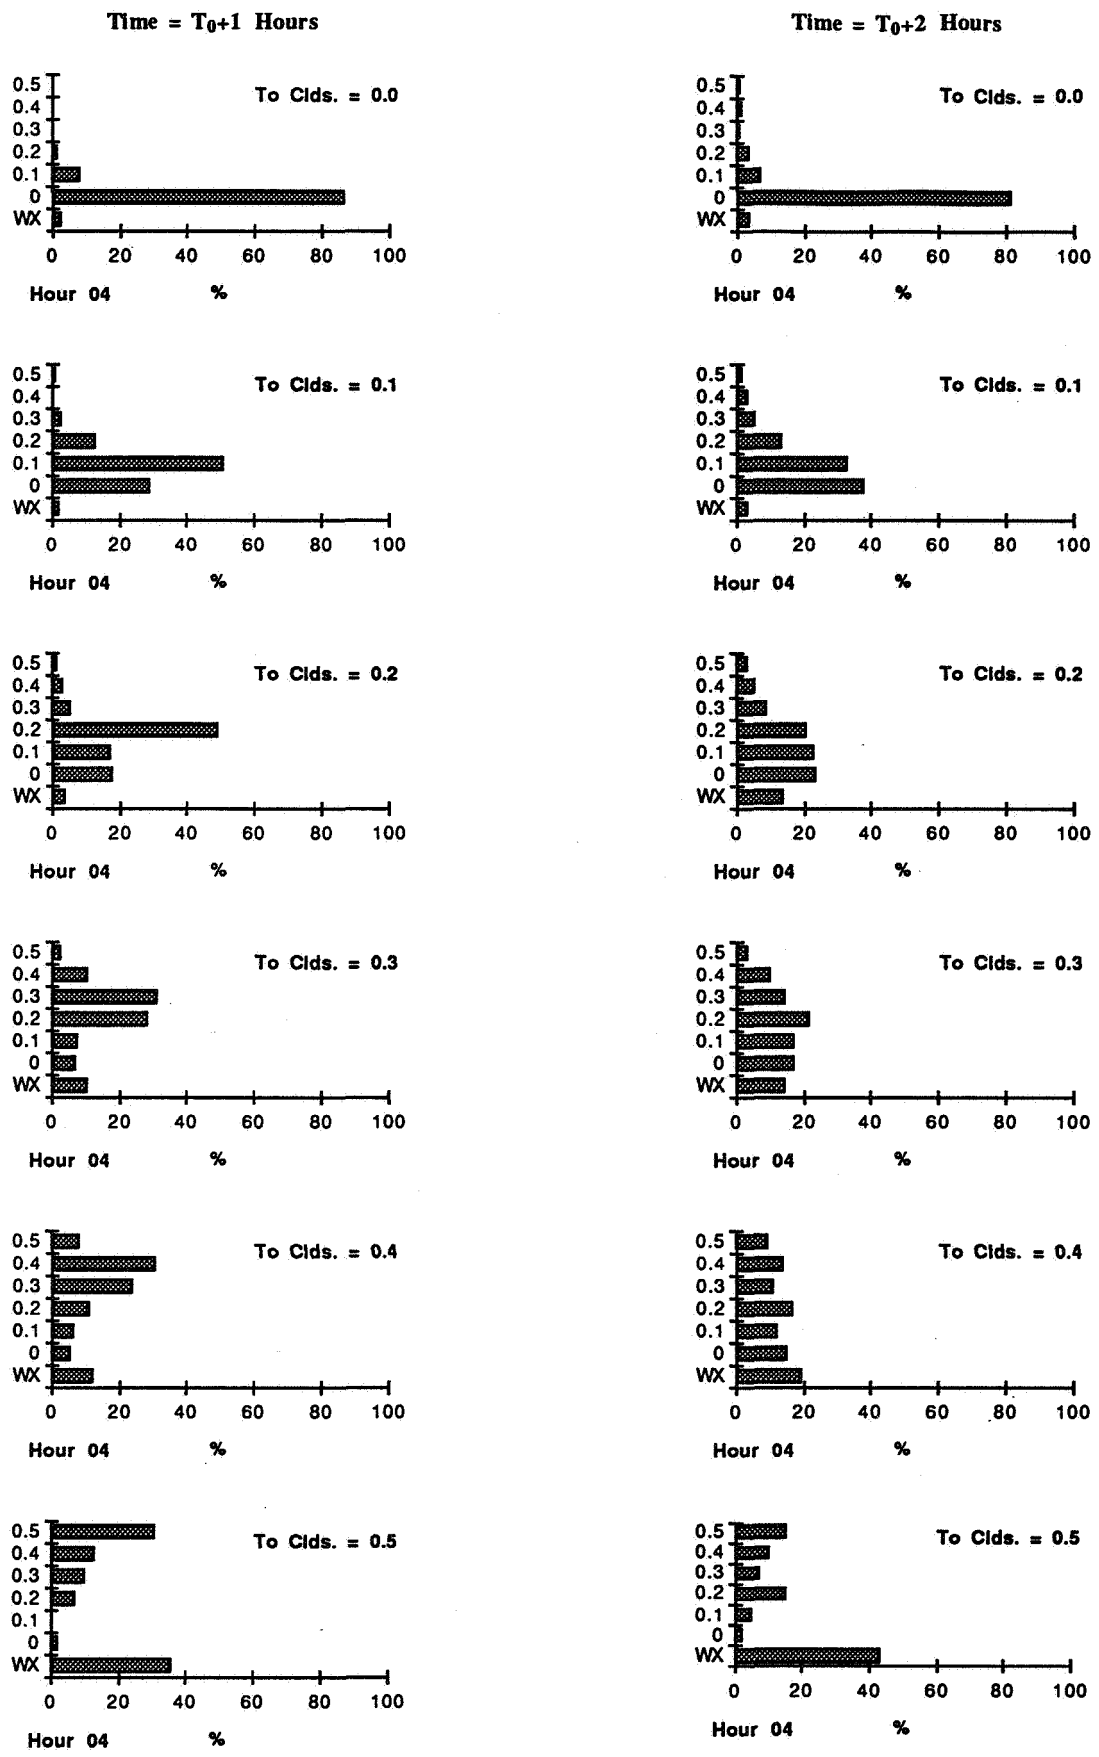 Time = T0+1 Hours
Time = T0+2 Hours
To Clds. = 0.0
0.5
0.4
0.3
0.2
0.1
0
WX
0 20 40 60 80 100
Hour 04 %
To Clds. = 0.0
0.5
0.4
0.3
0.2
0.1
0
WX
0 20 40 60 80 100
Hour 04 %
To Clds. = 0.1
0.5
0.4
0.3
0.2
0.1
0
WX
0 20 40 60 80 100
Hour 04 %
To Clds. = 0.1
0.5
0.4
0.3
0.2
0.1
0
WX
0 20 40 60 80 100
Hour 04 %
To Clds. = 0.2
0.5
0.4
0.3
0.2
0.1
0
WX
0 20 40 60 80 100
Hour 04 %
To Clds. = 0.2
0.5
0.4
0.3
0.2
0.1
0
WX
0 20 40 60 80 100
Hour 04 %
To Clds. = 0.3
0.5
0.4
0.3
0.2
0.1
0
WX
0 20 40 60 80 100
Hour 04 %
To Clds. = 0.3
0.5
0.4
0.3
0.2
0.1
0
WX
0 20 40 60 80 100
Hour 04 %
To Clds. = 0.4
0.5
0.4
0.3
0.2
0.1
0
WX
0 20 40 60 80 100
Hour 04 %
To Clds. = 0.4
0.5
0.4
0.3
0.2
0.1
0
WX
0 20 40 60 80 100
Hour 04 %
To Clds. = 0.5
0.5
0.4
0.3
0.2
0.1
0
WX
0 20 40 60 80 100
Hour 04 %
To Clds. = 0.5
0.5
0.4
0.3
0.2
0.1
0
WX
0 20 40 60 80 100
Hour 04 %